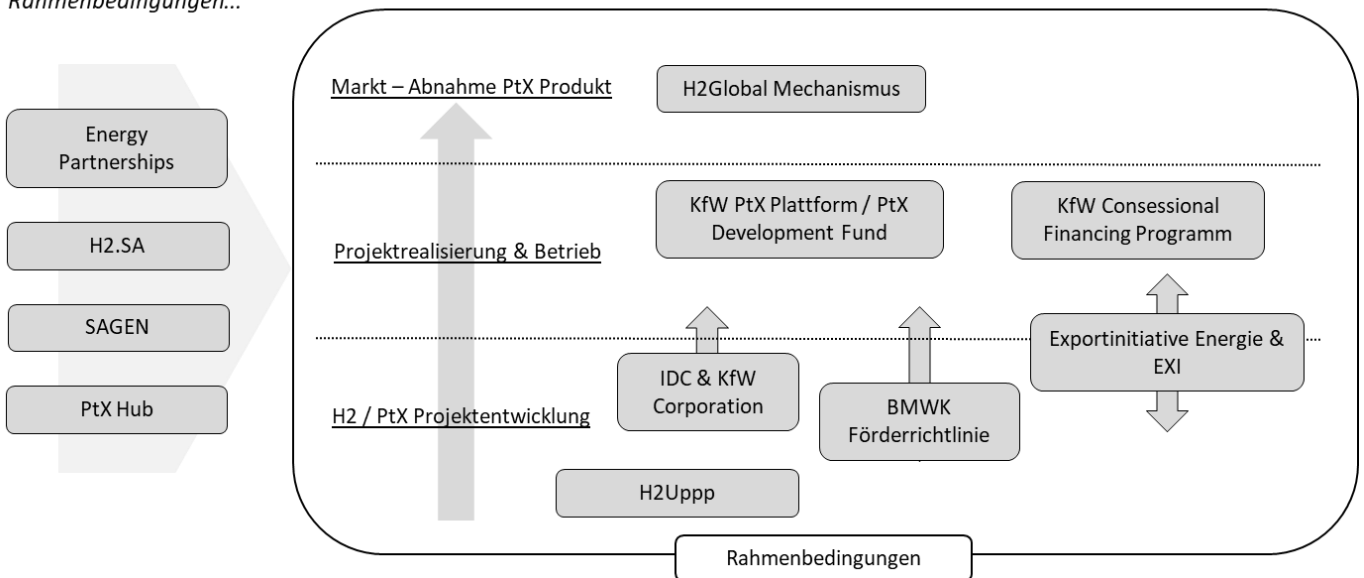 Rahmenbedingungen...
Energy
Partnerships
H2.SA
SAGEN
PtX Hub
Markt – Abnahme PtX Produkt
H2Global Mechanismus
Projektrealisierung & Betrieb
KfW PtX Plattform / PtX
Development Fund
KfW Consessional
Financing Programm
H2 / PtX Projektentwicklung
IDC & KfW
Corporation
BMWK
Förderrichtlinie
Exportinitiative Energie &
EXI
H2Uppp
Rahmenbedingungen